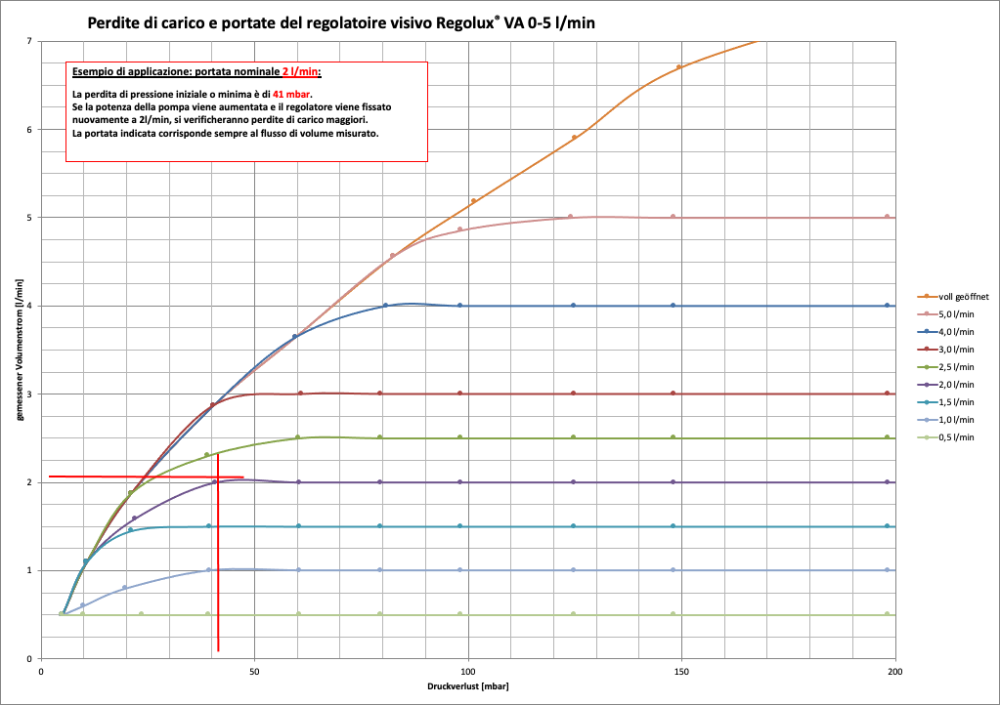 Perdite di carico e portate del regolatoire visivo Regolux® VA 0-5 l/min
7
6
5
4
3
2
1
0
Esempio di applicazione: portata nominale 2 l/min:
La perdita di pressione iniziale o minima è di 41 mbar.
Se la potenza della pompa viene aumentata e il regolatore viene fissato
nuovamente a 2l/min, si verificheranno perdite di carico maggiori.
La portata indicata corrisponde sempre al flusso di volume misurato.
gemessener Volumenstrom [l/min]
0
50
100
150
200
Druckverlust [mbar]
voll geöffnet
5,0 l/min
4,0 l/min
3,0 l/min
2,5 l/min
2,0 l/min
1,5 l/min
1,0 l/min
0,5 l/min